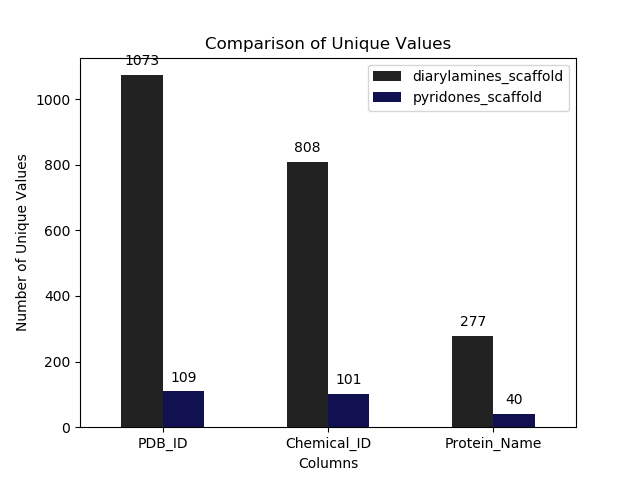 Comparison of Unique Values
1073
808
277
109
101
40
diarylamines_scaffold
pyridones_scaffold
Number of Unique Values
1000
800
600
400
200
0
PDB_ID
Chemical_ID
Protein_Name
Columns